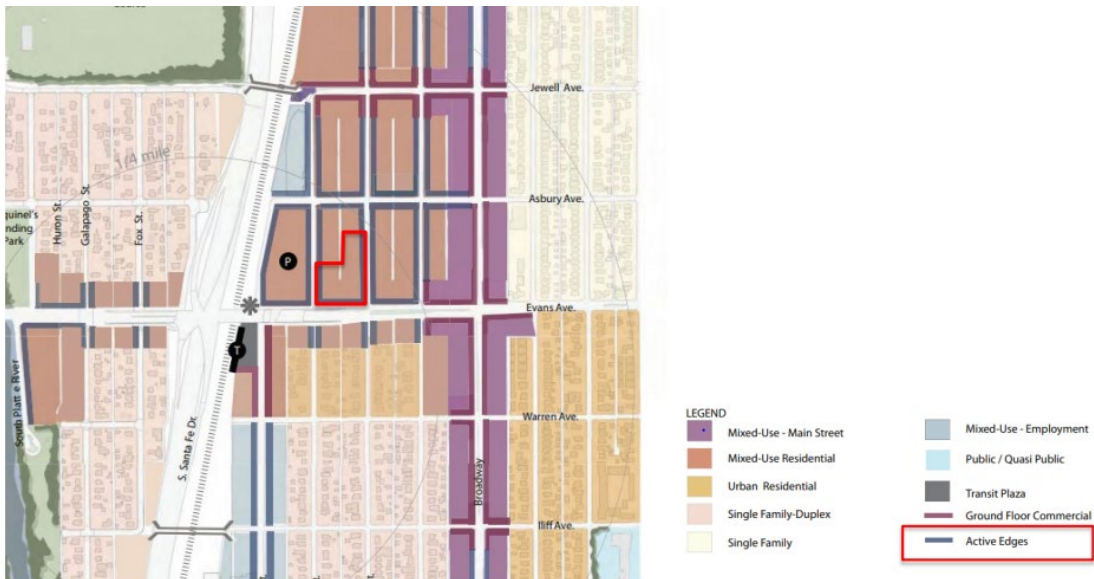 Jewell Ave.
1/4 mile
Asbury Ave.
Huron St.
Galapago St.
Fox St.
Park
P
Evans Ave.
T
South Platte River
S. Santa Fe Dr.
Warren Ave.
Broadway
Iliff Ave.
LEGEND
Mixed-Use - Main Street
Mixed-Use Residential
Urban Residential
Single Family-Duplex
Single Family
Mixed-Use - Employment
Public / Quasi Public
Transit Plaza
Ground Floor Commercial
Active Edges